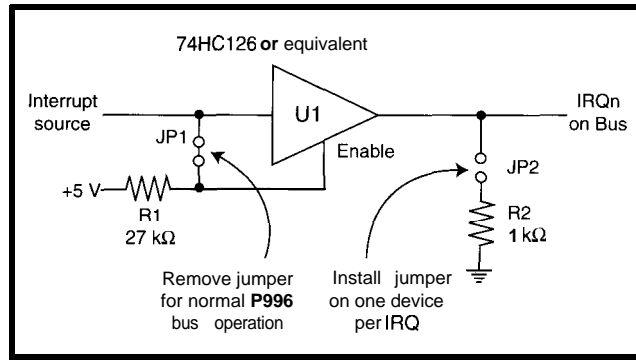 74HC126 or equivalent
Interrupt
source
U1
IRQn
on Bus
JP1
Enable
JP2
+5 V
R1
27 kΩ
R2
1 kΩ
Remove jumper
for normal P996
bus operation
Install jumper
on one device
per IRQ